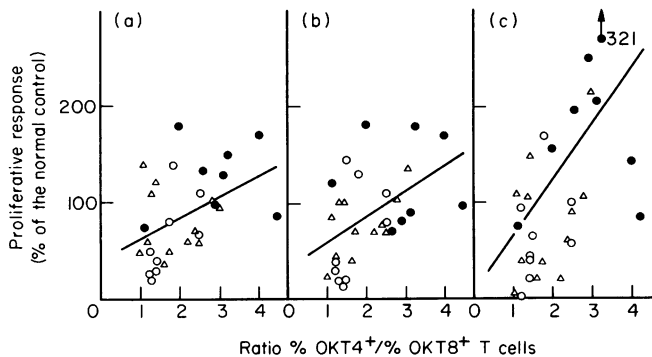 (a) (b) (c)
321
200
100
0 1 2 3 4 0 1 2 3 4 0 1 2 3 4
Proliferative response
(% of the normal control)
Ratio % OKT4⁺/% OKT8⁺ T cells